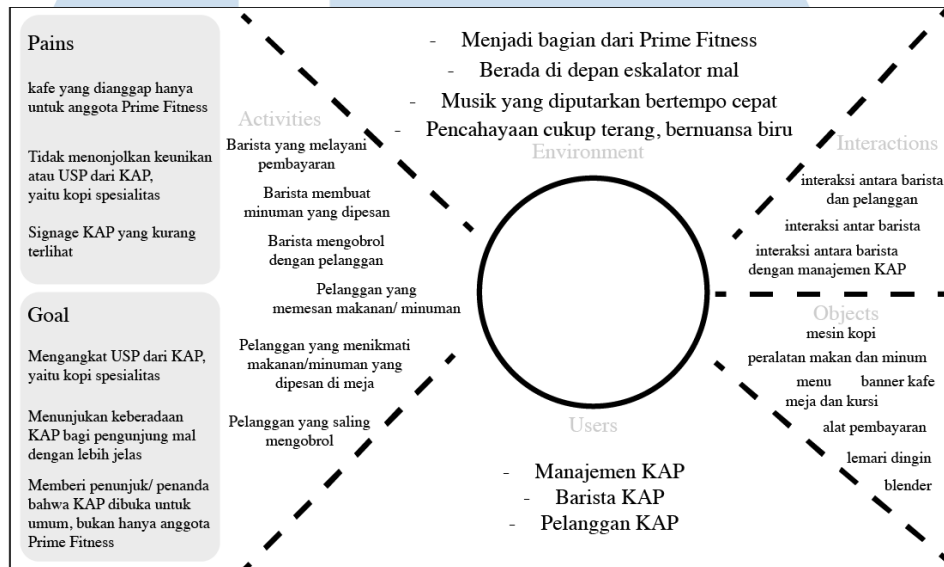 Pains
kafe yang dianggap hanya
untuk anggota Prime Fitness
Tidak menonjolkan keunikan
atau USP dari KAP,
yaitu kopi spesialitas
Signage KAP yang kurang
terlihat
Goal
Mengangkat USP dari KAP,
yaitu kopi spesialitas
Menunjukan keberadaan
KAP bagi pengunjung mal
dengan lebih jelas
Memberi penunjuk/ penanda
bahwa KAP dibuka untuk
umum, bukan hanya anggota
Prime Fitness
Activities
Barista yang melayani
pembayaran
Barista membuat
minuman yang dipesan
Barista mengobrol
dengan pelanggan
Pelanggan yang
memesan makanan/ minuman
Pelanggan yang menikmati
makanan/minuman yang
dipesan di meja
Pelanggan yang saling
mengobrol
- Menjadi bagian dari Prime Fitness
- Berada di depan eskalator mal
- Musik yang diputarkan bertempo cepat
- Pencahayaan cukup terang, bernuansa biru
Environment
Interactions
interaksi antara barista
dan pelanggan
interaksi antar barista
interaksi antara barista
dengan manajemen KAP
Objects
mesin kopi
peralatan makan dan minum
menu banner kafe
meja dan kursi
alat pembayaran
lemari dingin
blender
Users
- Manajemen KAP
- Barista KAP
- Pelanggan KAP